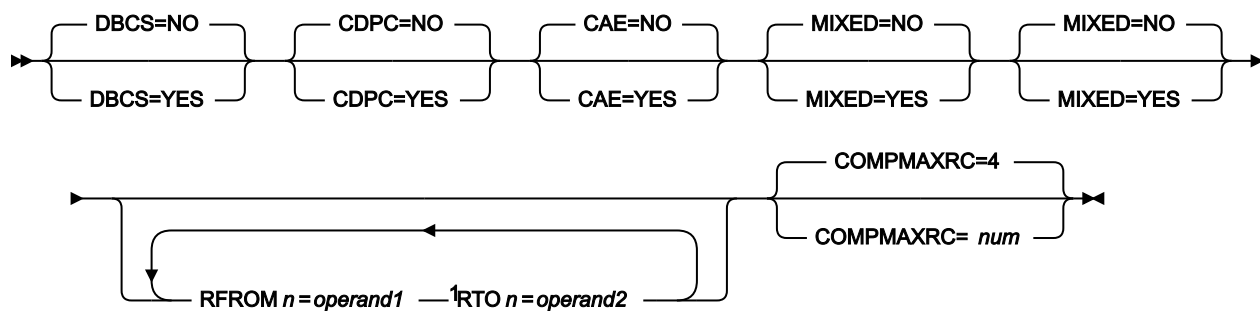 DBCS=NO CDPC=NO CAE=NO MIXED=NO MIXED=NO
DBCS=YES CDPC=YES CAE=YES MIXED=YES MIXED=YES
COMPMAXRC=4
COMPMAXRC= num
RFROM n = operand1 1RTO n = operand2